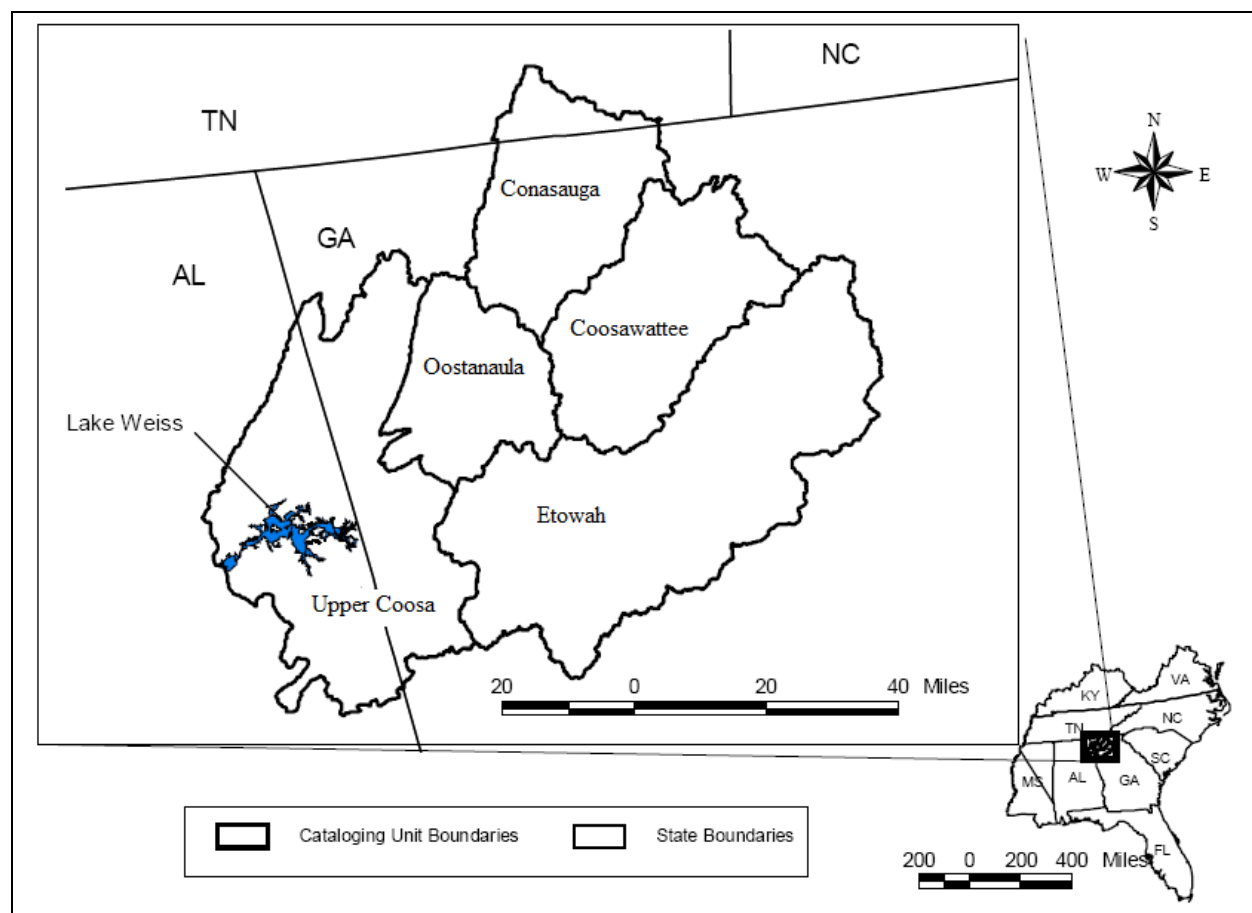 NC
TN
N
W E
S
Conasauga
GA
AL
Coosawattee
Oostanaula
Lake Weiss
Etowah
Upper Coosa
20 0 20 40 Miles
VA
KY
NC
TN
SC
MS
AL
GA
FL
200 0 200 400 Miles
Cataloging Unit Boundaries
State Boundaries